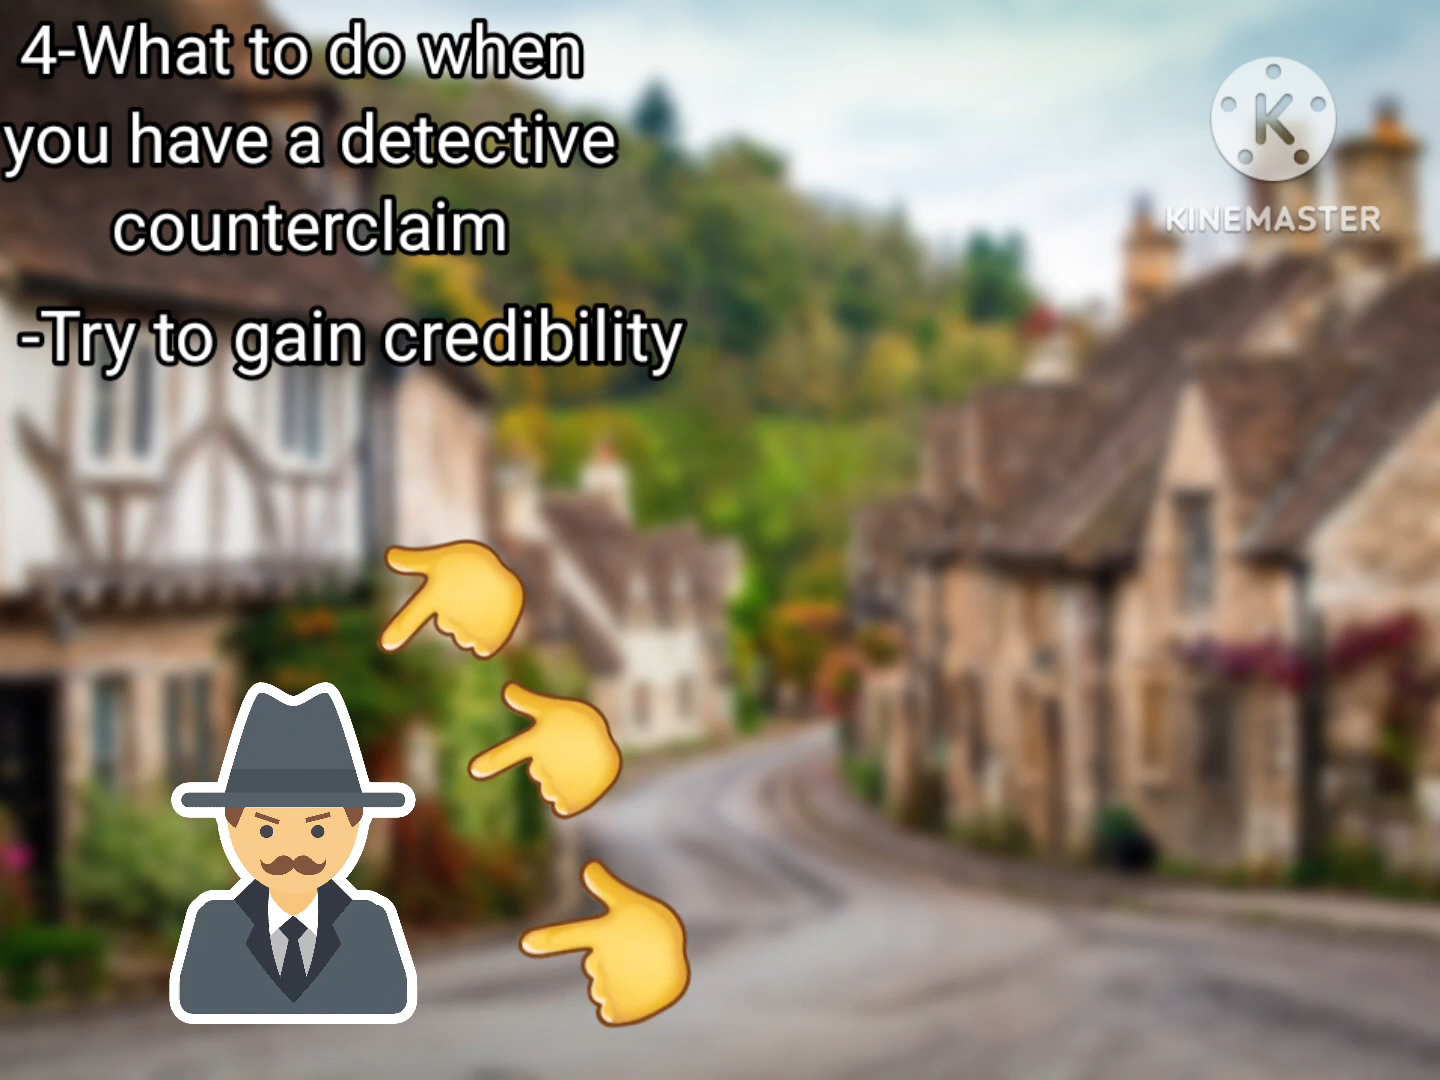 4-What to do when
you have a detective
counterclaim
-Try to gain credibility
K
KINEMASTER